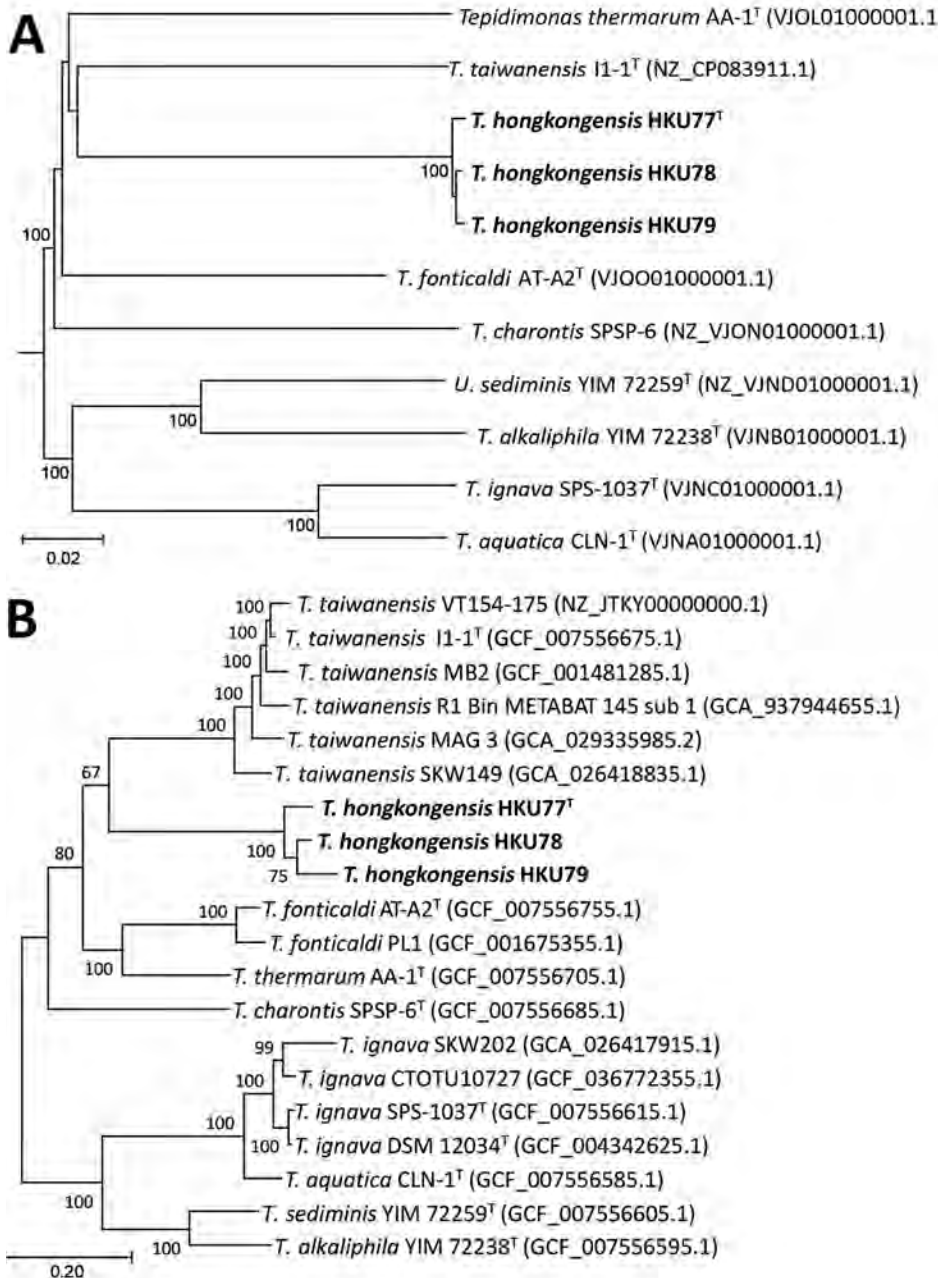 A
Tepidimonas thermarum AA-1ᵀ (VJOL01000001.1
T. taiwanensis I1-1ᵀ (NZ_CP083911.1)
T. hongkongensis HKU77ᵀ
100
T. hongkongensis HKU78
T. hongkongensis HKU79
100
T. fonticaldi AT-A2ᵀ (VJOO01000001.1)
T. charontis SPSP-6 (NZ_VJON01000001.1)
U. sediminis YIM 72259ᵀ (NZ_VJND01000001.1)
100
T. alkaliphila YIM 72238ᵀ (VJNB01000001.1)
100
T. ignava SPS-1037ᵀ (VJNC01000001.1)
100
T. aquatica CLN-1ᵀ (VJNA01000001.1)
0.02
B
100 T. taiwanensis VT154-175 (NZ_JTKY00000000.1)
100 T. taiwanensis I1-1ᵀ (GCF_007556675.1)
100 T. taiwanensis MB2 (GCF_001481285.1)
100 T. taiwanensis R1 Bin METABAT 145 sub 1 (GCA_937944655.1)
100 T. taiwanensis MAG 3 (GCA_029335985.2)
67 T. taiwanensis SKW149 (GCA_026418835.1)
T. hongkongensis HKU77ᵀ
100 T. hongkongensis HKU78
80
75 T. hongkongensis HKU79
100 T. fonticaldi AT-A2ᵀ (GCF_007556755.1)
T. fonticaldi PL1 (GCF_001675355.1)
100 T. thermarum AA-1ᵀ (GCF_007556705.1)
T. charontis SPSP-6ᵀ (GCF_007556685.1)
99 T. ignava SKW202 (GCA_026417915.1)
100 T. ignava CTOTU10727 (GCF_036772355.1)
T. ignava SPS-1037ᵀ (GCF_007556615.1)
100 100 T. ignava DSM 12034ᵀ (GCF_004342625.1)
T. aquatica CLN-1ᵀ (GCF_007556585.1)
100 T. sediminis YIM 72259ᵀ (GCF_007556605.1)
100 T. alkaliphila YIM 72238ᵀ (GCF_007556595.1)
0.20